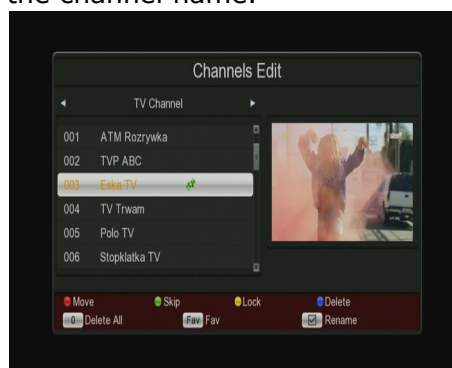 the channel name.
Channels Edit
TV Channel
001 ATM Rozrywka
002 TVP ABC
003 Eska TV
004 TV Trwam
005 Polo TV
006 Stopklatka TV
Move Skip Lock Delete
0 Delete All Fav Fav Rename